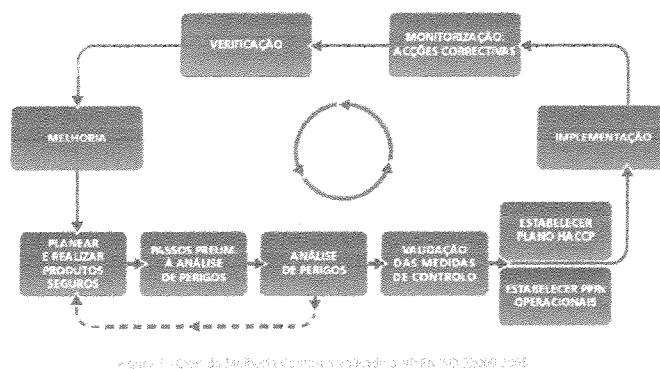 VERIFICAÇÃO
MONITORIZAÇÃO
ACÇÕES CORRECTIVAS
MELHORIA
IMPLEMENTAÇÃO
PLANEAR
E REALIZAR
PRODUTOS
SEGUROS
PASSOS PRELIM.
À ANÁLISE
DE PERIGOS
ANÁLISE
DE PERIGOS
VALIDAÇÃO
DAS MEDIDAS
DE CONTROLO
ESTABELECER
PLANO HACCP
ESTABELECER PPRs
OPERACIONAIS